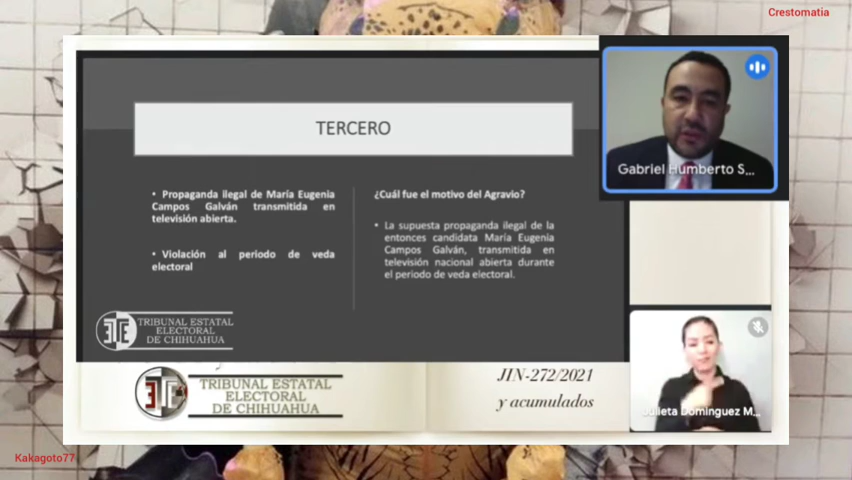 Crestomatia
TERCERO
• Propaganda ilegal de María Eugenia
Campos Galván transmitida en
televisión abierta.
• Violación al periodo de veda
electoral
¿Cuál fue el motivo del Agravio?
• La supuesta propaganda ilegal de la
entonces candidata María Eugenia
Campos Galván, transmitida en
televisión nacional abierta durante
el periodo de veda electoral.
Gabriel Humberto S...
TRIBUNAL ESTATAL
ELECTORAL
DE CHIHUAHUA
TRIBUNAL ESTATAL
ELECTORAL
DE CHIHUAHUA
JIN-272/2021
y acumulados
Julieta Dominguez M...
Kakagoto77